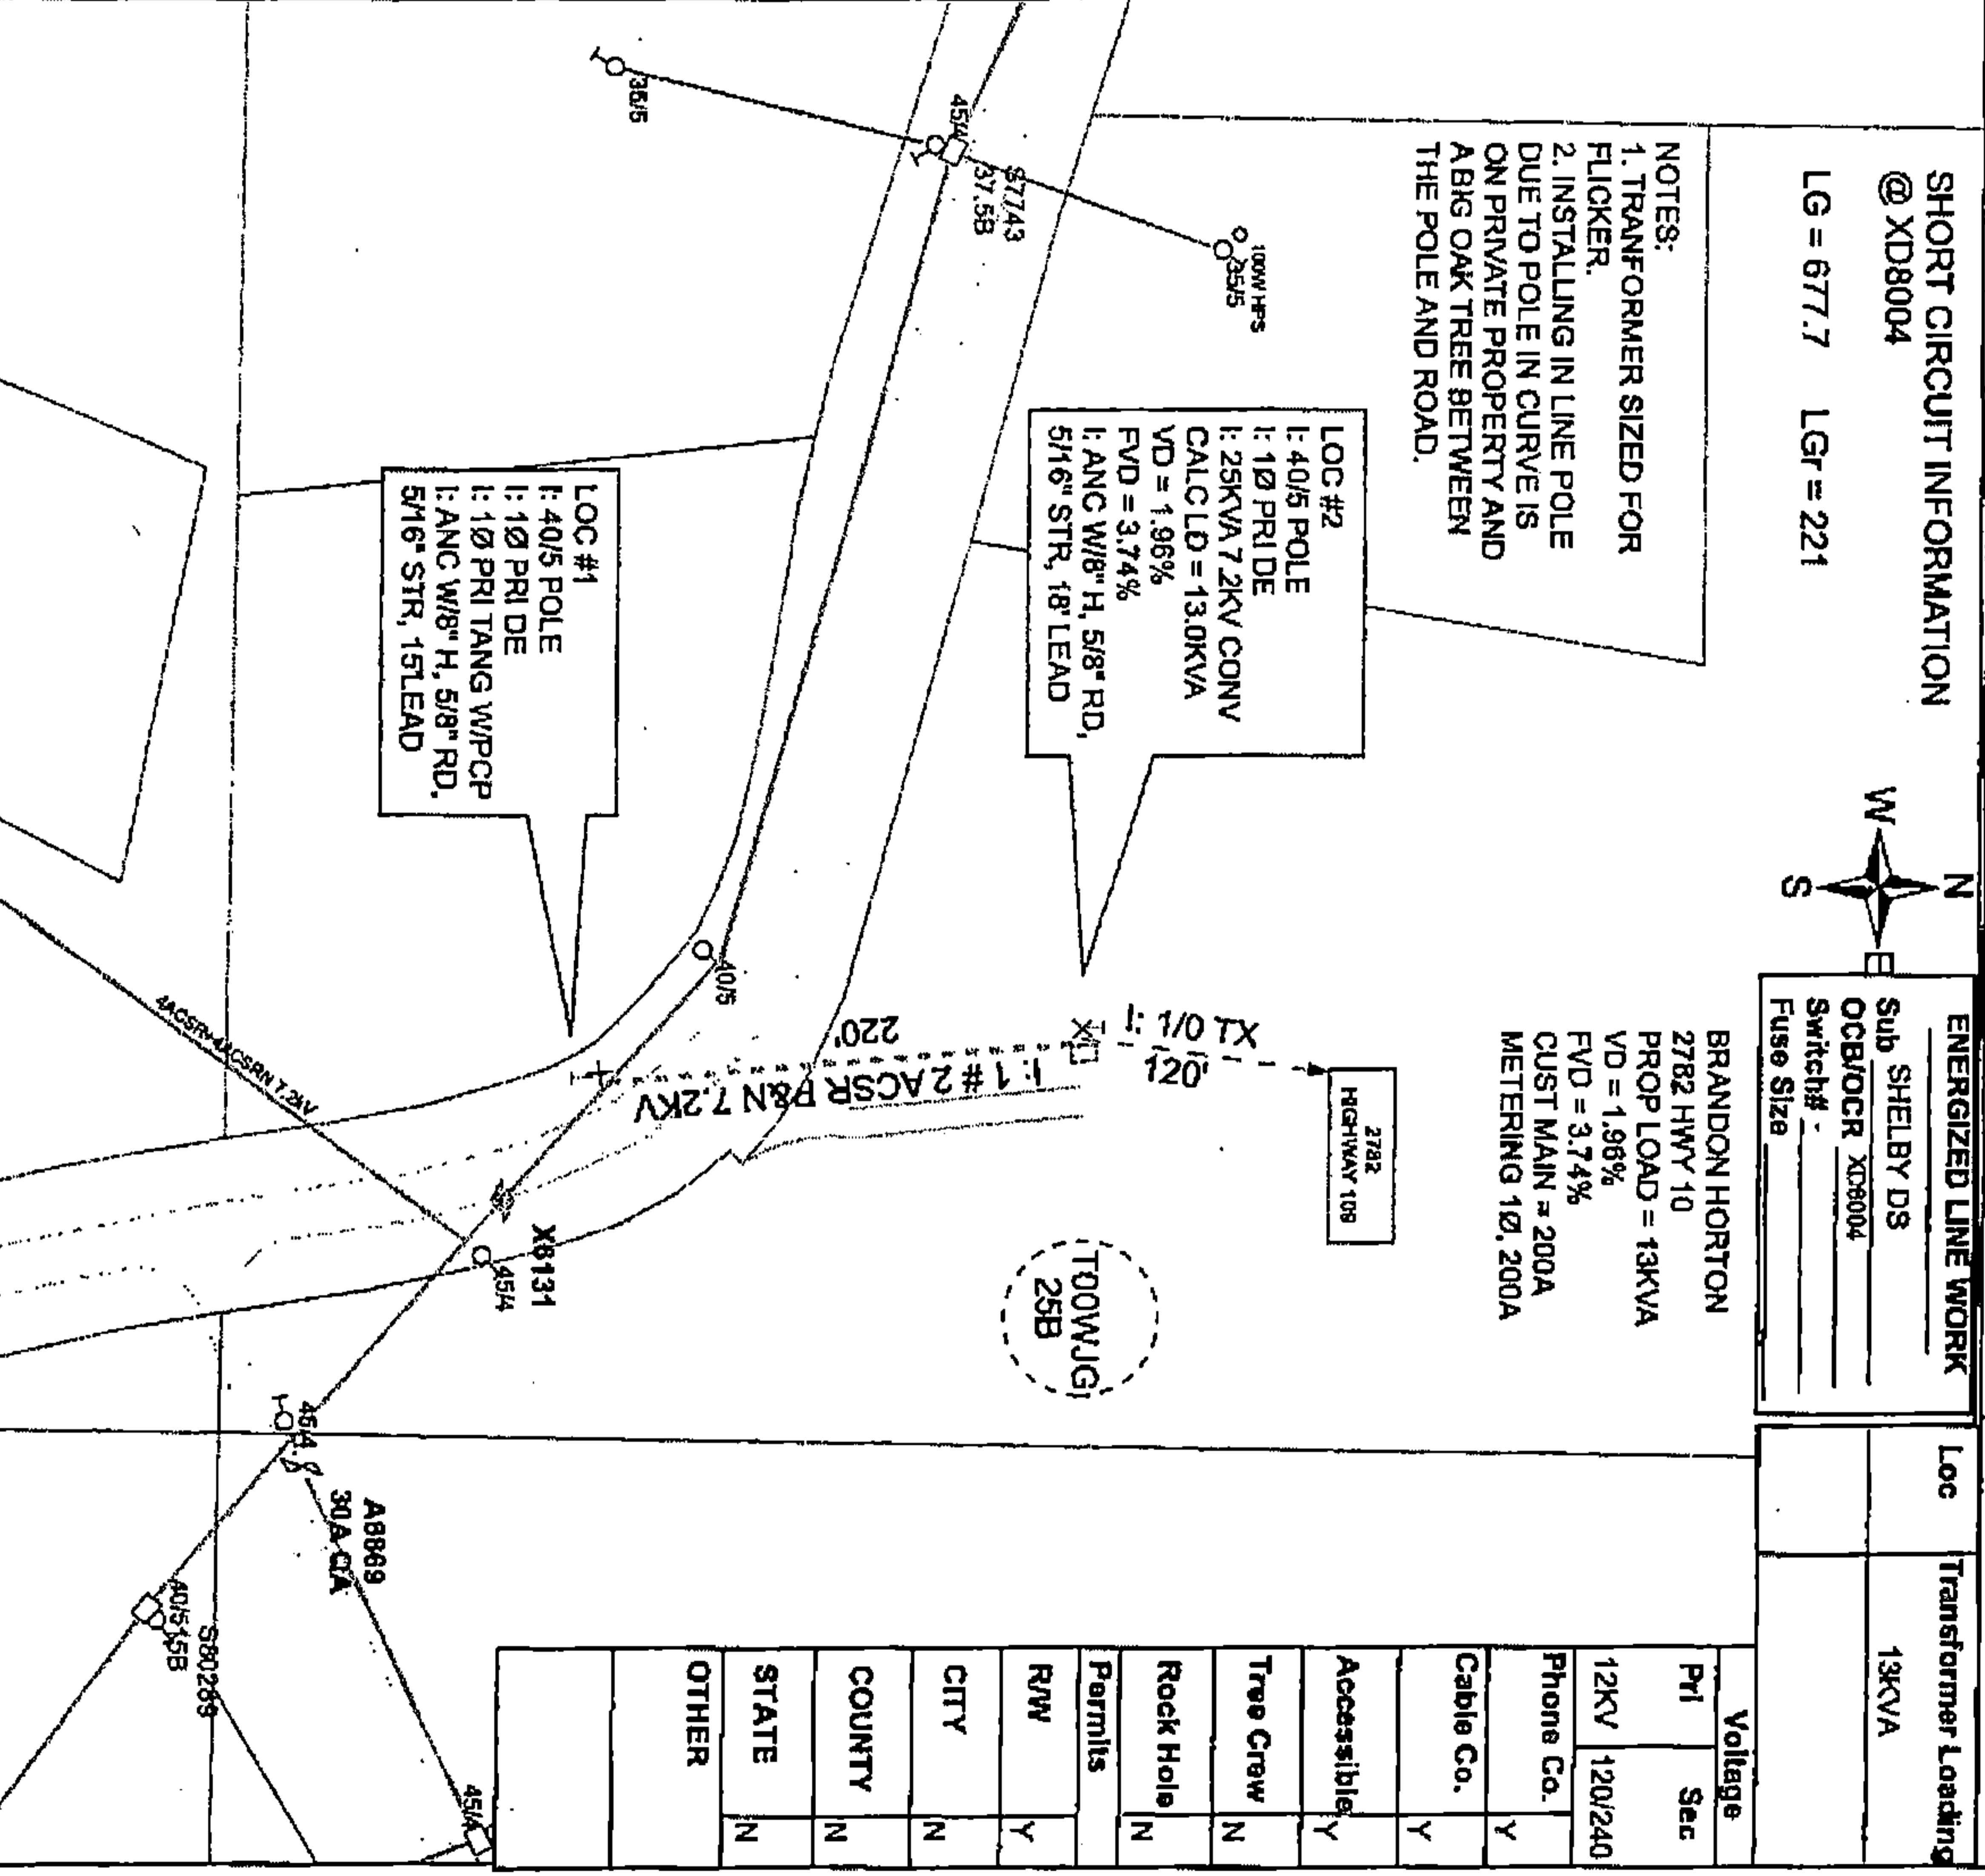 SHORT CIRCUIT INFORMATION
@ XD8004
LG = 677.7 LGr = 221
NOTES:
1. TRANFORMER SIZED FOR
FLICKER.
2. INSTALLING IN LINE POLE
DUE TO POLE IN CURVE IS
ON PRIVATE PROPERTY AND
A BIG OAK TREE BETWEEN
THE POLE AND ROAD.
N
W
E
S
ENERGIZED LINE WORK
Sub SHELBY DS
OCB/OCR XD8004
Switch# -
Fuse Size
Loc
Transformer Loading
13KVA
BRANDON HORTON
2782 HWY 10
PROP LOAD = 13KVA
VD = 1.96%
FVD = 3.74%
CUST MAIN = 200A
METERING 1Ø, 200A
Voltage
Pri Sec
12KV 120/240
Phone Co. Y
Cable Co. Y
Accessible Y
Tree Crew N
Rock Hole N
Permits
R/W Y
CITY N
COUNTY N
STATE N
OTHER
LOC #2
I: 40/5 POLE
I: 1Ø PRI DE
I: 25KVA 7.2KV CONV
CALC LD = 13.0KVA
VD = 1.96%
FVD = 3.74%
I: ANC W/8" H, 5/8" RD,
5/16" STR, 18' LEAD
LOC #1
I: 40/5 POLE
I: 1Ø PRI DE
I: 1Ø PRI TANG W/PCP
I: ANC W/8" H, 5/8" RD,
5/16" STR, 15' LEAD
2782
HIGHWAY 109
I: 1/0 TX
120'
220'
I: 1 # 2 ACSR P&N 7.2KV
T00WJG
25B
100W HPS
35/5
45/4
S7743
37.5B
35/5
40/5
4ACSR 4ACSRN 7.2KV
X8131
45/4
45/4
A8869
30A QA
40/5 15B
S80289
45/4